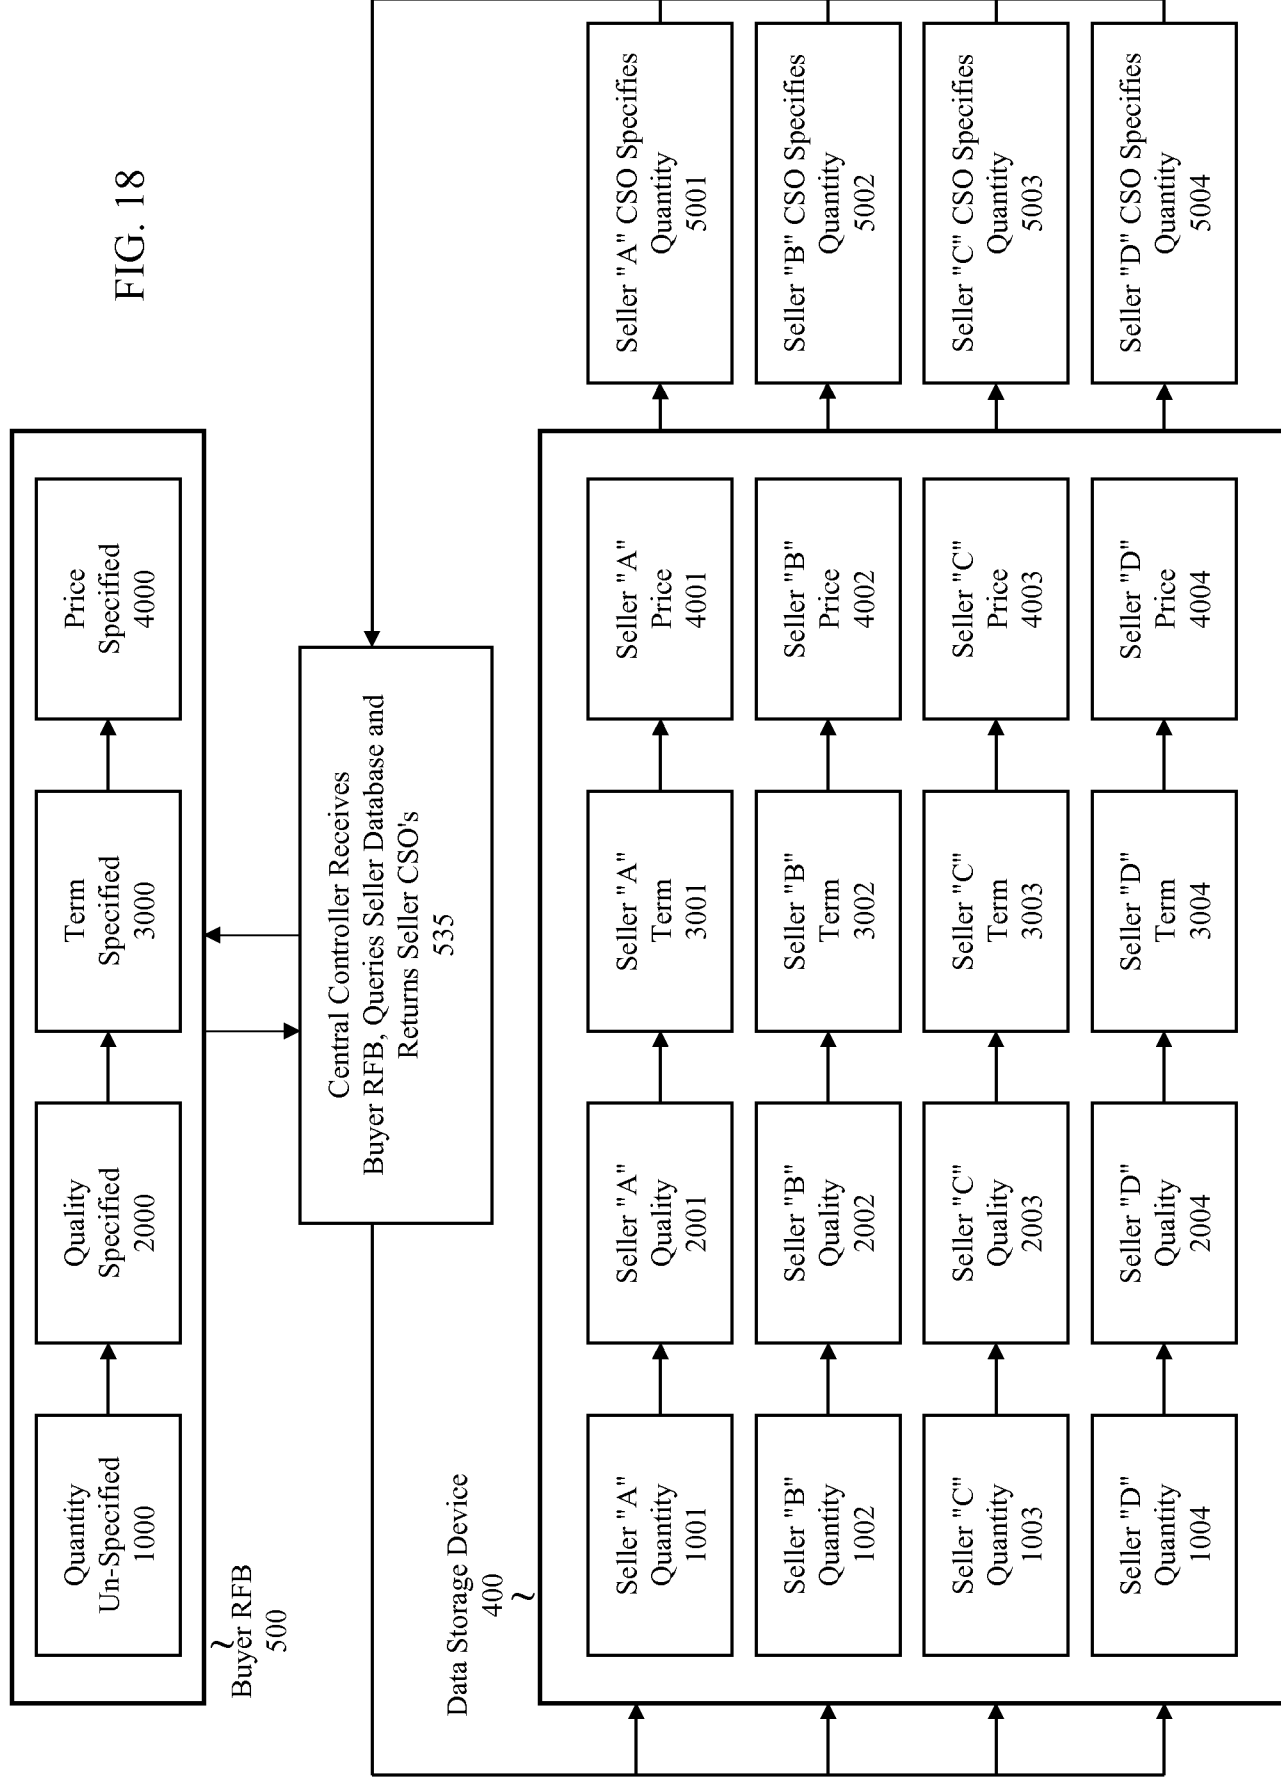 FIG. 18
Quantity
Un-Specified
1000
Quality
Specified
2000
Term
Specified
3000
Price
Specified
4000
Buyer RFB
500
Central Controller Receives
Buyer RFB, Queries Seller Database and
Returns Seller CSO's
535
Data Storage Device
400
Seller "A"
Quantity
1001
Seller "A"
Quality
2001
Seller "A"
Term
3001
Seller "A"
Price
4001
Seller "A" CSO Specifies
Quantity
5001
Seller "B"
Quantity
1002
Seller "B"
Quality
2002
Seller "B"
Term
3002
Seller "B"
Price
4002
Seller "B" CSO Specifies
Quantity
5002
Seller "C"
Quantity
1003
Seller "C"
Quality
2003
Seller "C"
Term
3003
Seller "C"
Price
4003
Seller "C" CSO Specifies
Quantity
5003
Seller "D"
Quantity
1004
Seller "D"
Quality
2004
Seller "D"
Term
3004
Seller "D"
Price
4004
Seller "D" CSO Specifies
Quantity
5004